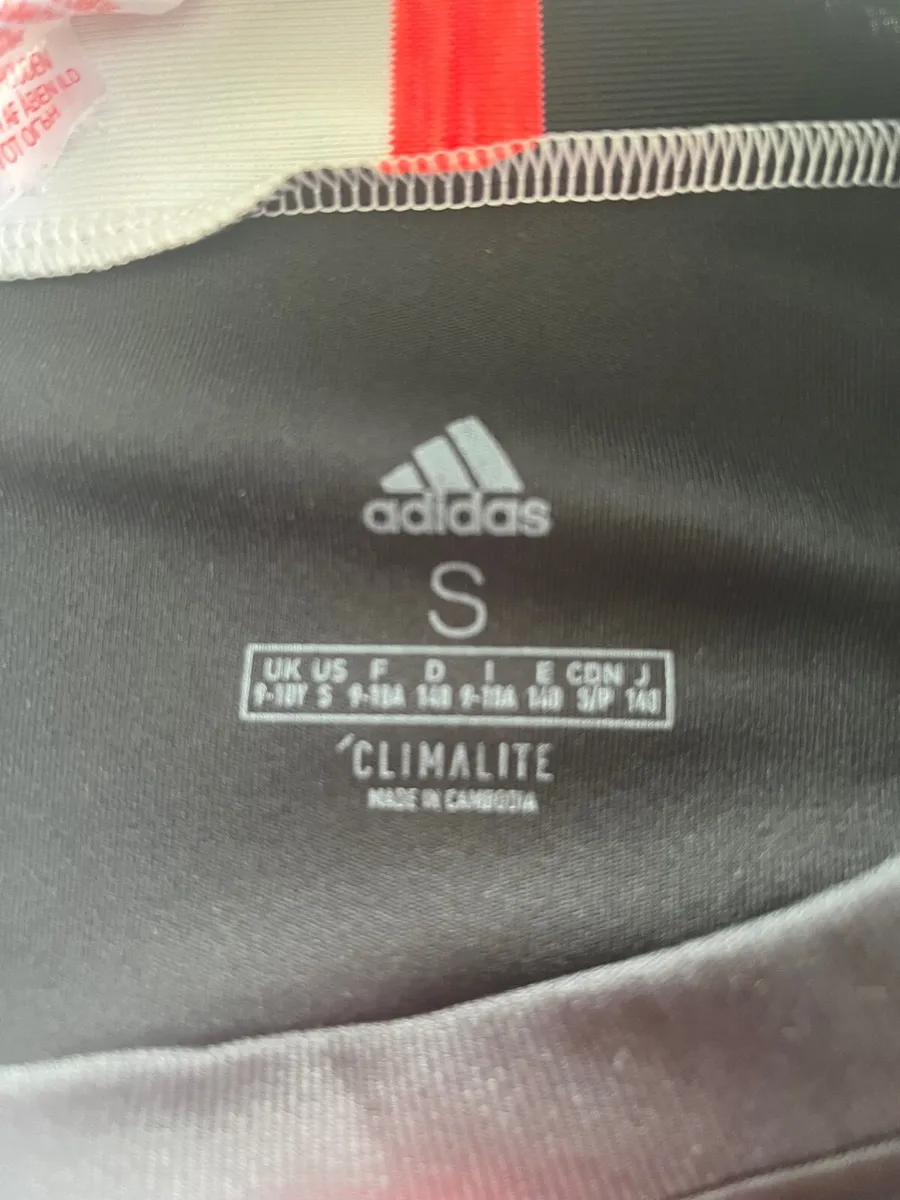 adidas
S
UK US F D I E CDN J
9-10Y S 9-10A 140 9-10A 140 S/P 140
CLIMALITE
MADE IN CAMBODIA